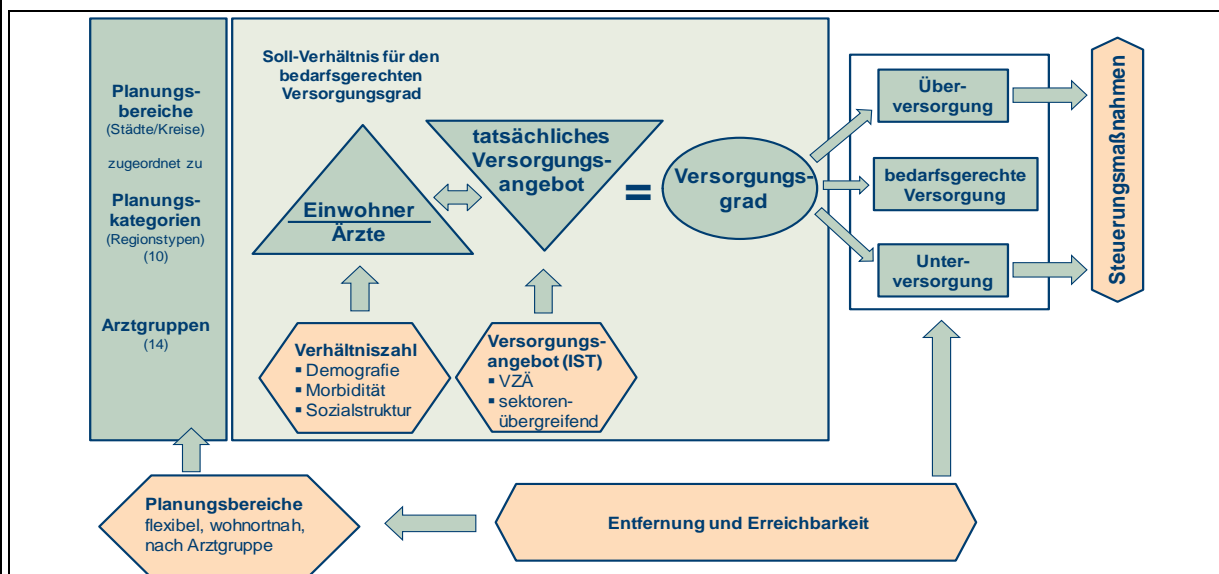 Planungs-
bereiche
(Städte/Kreise)
zugeordnet zu
Planungs-
kategorien
(Regionstypen)
(10)
Arztgruppen
(14)
Soll-Verhältnis für den
bedarfsgerechten
Versorgungsgrad
Einwohner
Ärzte
tatsächliches
Versorgungs-
angebot
=
Versorgungs-
grad
Über-
versorgung
bedarfsgerechte
Versorgung
Unter-
versorgung
Steuerungsmaßnahmen
Verhältniszahl
▪ Demografie
▪ Morbidität
▪ Sozialstruktur
Versorgungs-
angebot (IST)
▪ VZÄ
▪ sektoren-
übergreifend
Planungsbereiche
flexibel, wohnortnah,
nach Arztgruppe
Entfernung und Erreichbarkeit